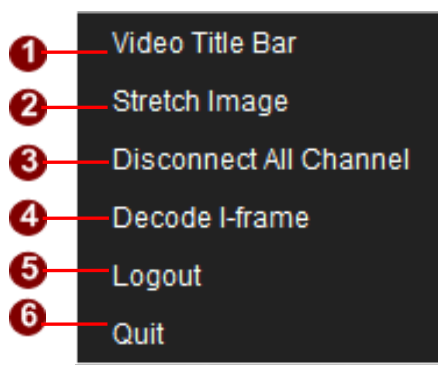 1 Video Title Bar
2 Stretch Image
3 Disconnect All Channel
4 Decode I-frame
5 Logout
6 Quit